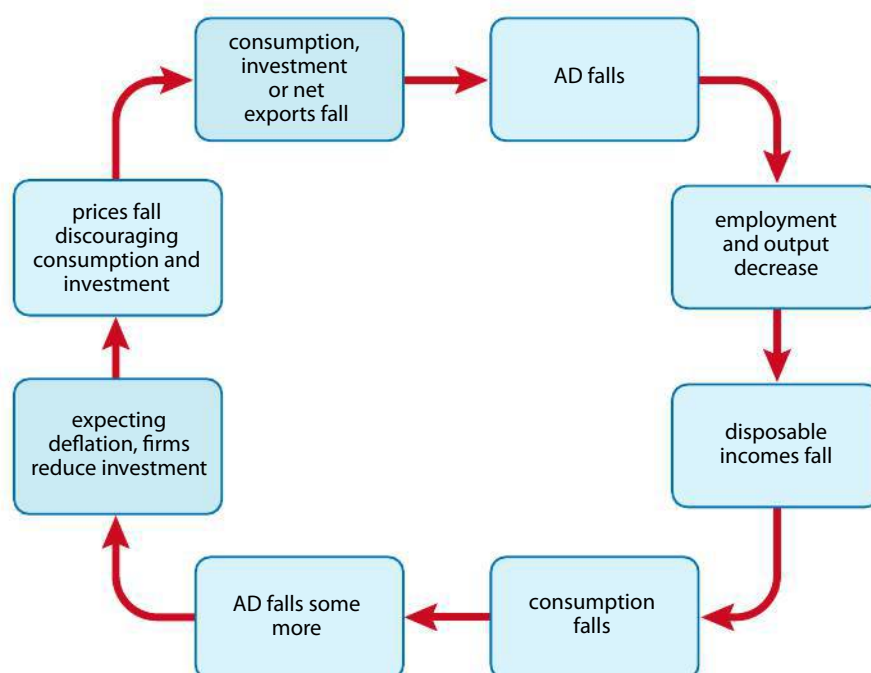 consumption,
investment
or net
exports fall
AD falls
employment
and output
decrease
disposable
incomes fall
consumption
falls
AD falls some
more
expecting
deflation, firms
reduce investment
prices fall
discouraging
consumption and
investment